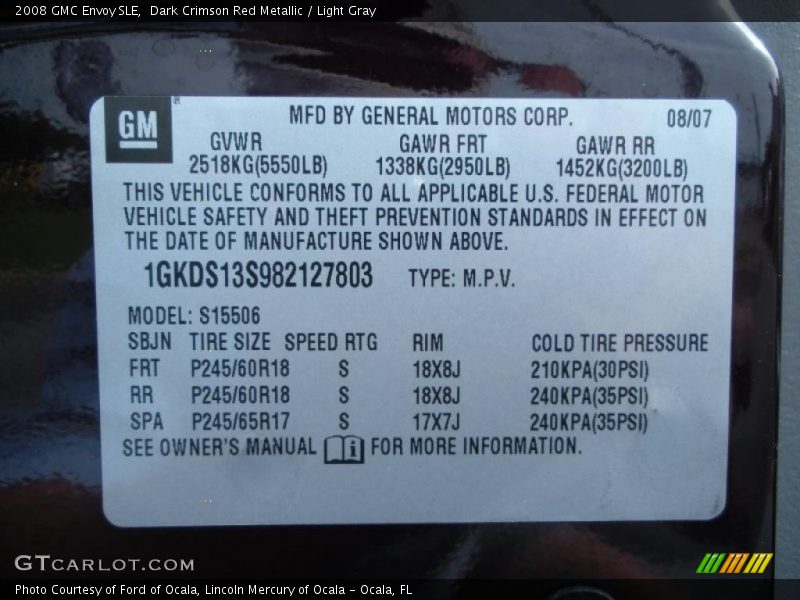 2008 GMC Envoy SLE,  Dark Crimson Red Metallic / Light Gray
GM ® MFD BY GENERAL MOTORS CORP. 08/07
GVWR GAWR FRT GAWR RR
2518KG(5550LB) 1338KG(2950LB) 1452KG(3200LB)
THIS VEHICLE CONFORMS TO ALL APPLICABLE U.S. FEDERAL MOTOR
VEHICLE SAFETY AND THEFT PREVENTION STANDARDS IN EFFECT ON
THE DATE OF MANUFACTURE SHOWN ABOVE.
1GKDS13S982127803 TYPE: M.P.V.
MODEL: S15506
SBJN TIRE SIZE SPEED RTG RIM COLD TIRE PRESSURE
FRT P245/60R18 S 18X8J 210KPA(30PSI)
RR P245/60R18 S 18X8J 240KPA(35PSI)
SPA P245/65R17 S 17X7J 240KPA(35PSI)
SEE OWNER'S MANUAL i FOR MORE INFORMATION.
GTCARLOT.COM
Photo Courtesy of Ford of Ocala, Lincoln Mercury of Ocala - Ocala, FL